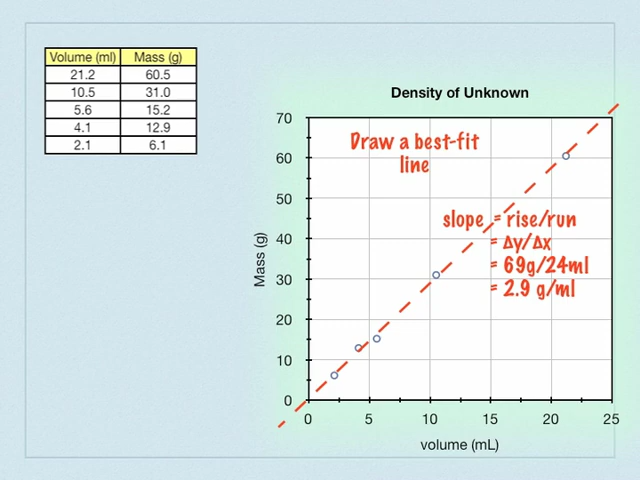 Volume (ml) Mass (g)
21.2 60.5
10.5 31.0
5.6 15.2
4.1 12.9
2.1 6.1
Density of Unknown
70
60
50
40
30
20
10
0
Mass (g)
Draw a best-fit
line
slope = rise/run
= Δy/Δx
= 69g/24ml
= 2.9 g/ml
0 5 10 15 20 25
volume (mL)